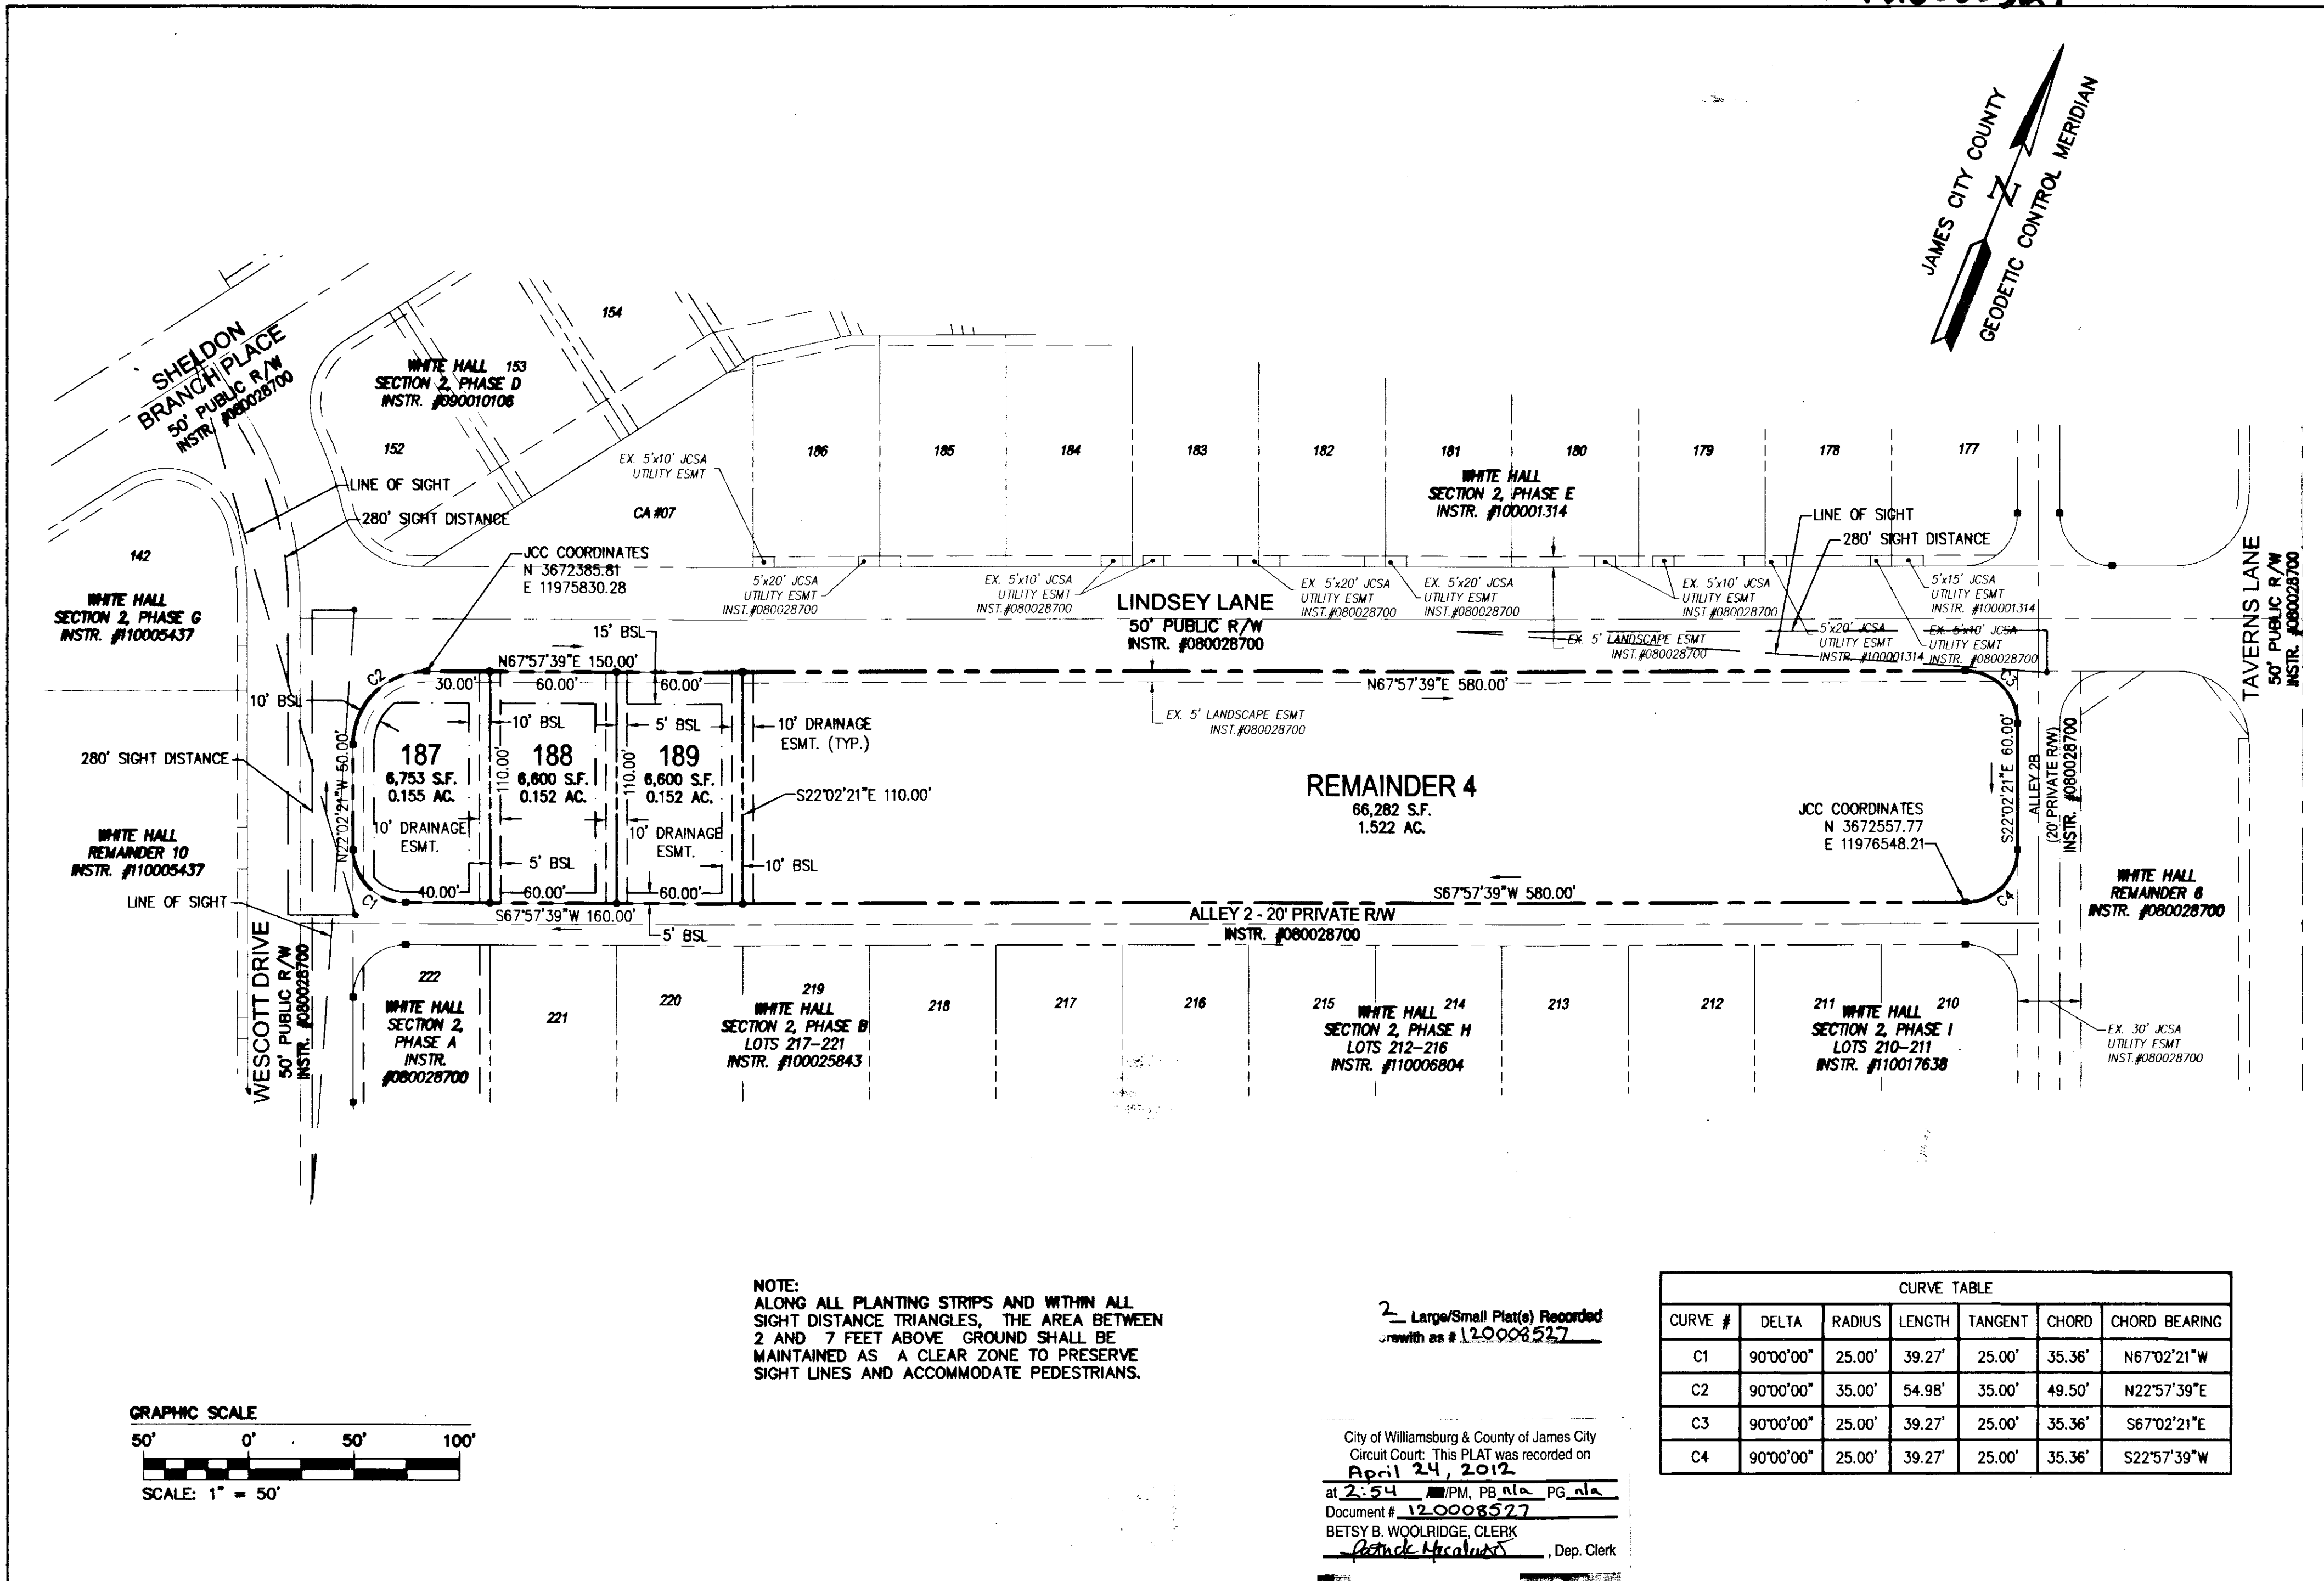 JAMES CITY COUNTY
GEODETIC CONTROL MERIDIAN
N
SHELDON
BRANCH PLACE
50' PUBLIC R/W
INSTR. #080028700
154
WHITE HALL 153
SECTION 2, PHASE D
INSTR. #090010106
152
LINE OF SIGHT
280' SIGHT DISTANCE
EX. 5'x10' JCSA
UTILITY ESMT
CA #07
186
185
184
183
182
181
180
179
178
177
WHITE HALL
SECTION 2, PHASE E
INSTR. #100001314
LINE OF SIGHT
280' SIGHT DISTANCE
142
WHITE HALL
SECTION 2, PHASE G
INSTR. #110005437
JCC COORDINATES
N 3672385.81
E 11975830.28
5'x20' JCSA
UTILITY ESMT
INST.#080028700
EX. 5'x10' JCSA
UTILITY ESMT
INST.#080028700
LINDSEY LANE
50' PUBLIC R/W
INSTR. #080028700
EX. 5'x20' JCSA
UTILITY ESMT
INST.#080028700
EX. 5'x20' JCSA
UTILITY ESMT
INST.#080028700
EX. 5' LANDSCAPE ESMT
INST.#080028700
EX. 5'x10' JCSA
UTILITY ESMT
INST.#080028700
5'x15' JCSA
UTILITY ESMT
INSTR. #100001314
5'x20' JCSA
UTILITY ESMT
INSTR. #100001314
EX. 5'x10' JCSA
UTILITY ESMT
INSTR. #080028700
TAVERNS LANE
50' PUBLIC R/W
INSTR. #080028700
15' BSL
N67°57'39"E 150.00'
C2
30.00'
60.00'
60.00'
N67°57'39"E 580.00'
C3
10' BSL
10' BSL
5' BSL
10' DRAINAGE
ESMT. (TYP.)
EX. 5' LANDSCAPE ESMT
INST.#080028700
280' SIGHT DISTANCE
N22°02'21"W 50.00'
187
6,753 S.F.
0.155 AC.
110.00'
188
6,600 S.F.
0.152 AC.
110.00'
189
6,600 S.F.
0.152 AC.
S22°02'21"E 110.00'
REMAINDER 4
66,282 S.F.
1.522 AC.
JCC COORDINATES
N 3672557.77
E 11976548.21
S22°02'21"E 60.00'
ALLEY 2B
(20' PRIVATE R/W)
INSTR. #080028700
10' DRAINAGE
ESMT.
10' DRAINAGE
ESMT.
5' BSL
10' BSL
WHITE HALL
REMAINDER 10
INSTR. #110005437
LINE OF SIGHT
40.00'
60.00'
60.00'
C1
S67°57'39"W 160.00'
5' BSL
S67°57'39"W 580.00'
C4
ALLEY 2 - 20' PRIVATE R/W
INSTR. #080028700
WHITE HALL
REMAINDER 6
INSTR. #080028700
WESCOTT DRIVE
50' PUBLIC R/W
INSTR. #080028700
222
WHITE HALL
SECTION 2,
PHASE A
INSTR.
#080028700
221
220
219
WHITE HALL
SECTION 2, PHASE B
LOTS 217-221
INSTR. #100025843
218
217
216
215
214
WHITE HALL
SECTION 2, PHASE H
LOTS 212-216
INSTR. #110006804
213
212
211
210
WHITE HALL
SECTION 2, PHASE I
LOTS 210-211
INSTR. #110017638
EX. 30' JCSA
UTILITY ESMT
INST.#080028700
NOTE:
ALONG ALL PLANTING STRIPS AND WITHIN ALL
SIGHT DISTANCE TRIANGLES, THE AREA BETWEEN
2 AND 7 FEET ABOVE GROUND SHALL BE
MAINTAINED AS A CLEAR ZONE TO PRESERVE
SIGHT LINES AND ACCOMMODATE PEDESTRIANS.
2 Large/Small Plat(s) Recorded
rewith as # 120008527
CURVE TABLE
CURVE # DELTA RADIUS LENGTH TANGENT CHORD CHORD BEARING
C1 90°00'00" 25.00' 39.27' 25.00' 35.36' N67°02'21"W
C2 90°00'00" 35.00' 54.98' 35.00' 49.50' N22°57'39"E
C3 90°00'00" 25.00' 39.27' 25.00' 35.36' S67°02'21"E
C4 90°00'00" 25.00' 39.27' 25.00' 35.36' S22°57'39"W
GRAPHIC SCALE
50' 0' 50' 100'
SCALE: 1" = 50'
City of Williamsburg & County of James City
Circuit Court: This PLAT was recorded on
April 24, 2012
at 2:54 /PM, PB n/a PG n/a
Document # 120008527
BETSY B. WOOLRIDGE, CLERK
, Dep. Clerk